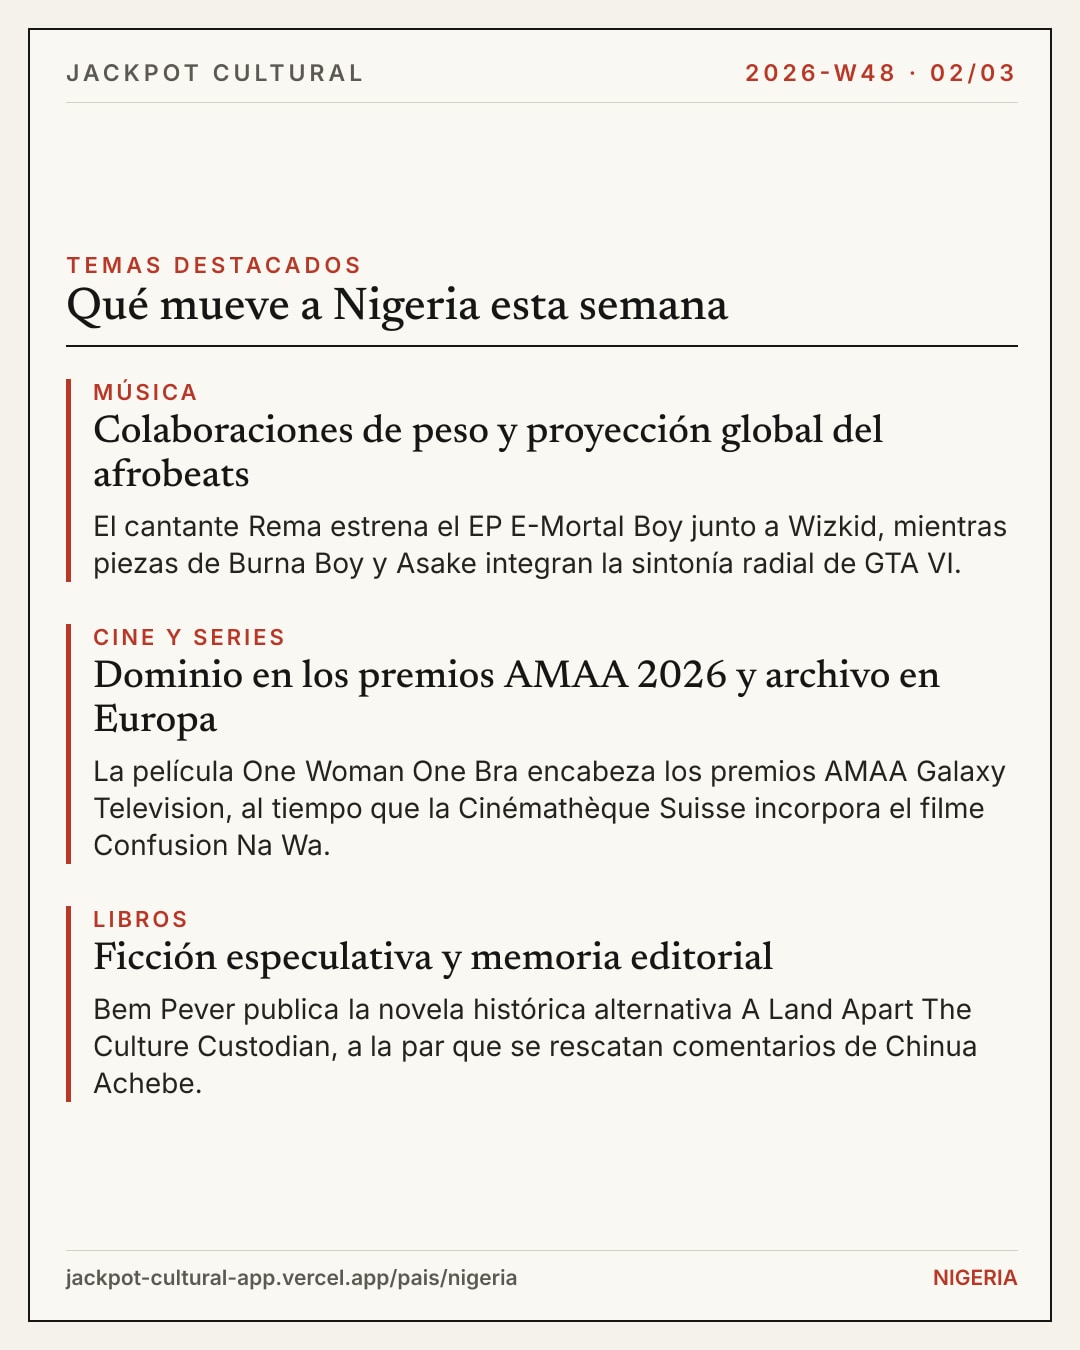 JACKPOT CULTURAL
2026-W48 · 02/03
TEMAS DESTACADOS
Qué mueve a Nigeria esta semana
MÚSICA
Colaboraciones de peso y proyección global del
afrobeats
El cantante Rema estrena el EP E-Mortal Boy junto a Wizkid, mientras
piezas de Burna Boy y Asake integran la sintonía radial de GTA VI.
CINE Y SERIES
Dominio en los premios AMAA 2026 y archivo en
Europa
La película One Woman One Bra encabeza los premios AMAA Galaxy
Television, al tiempo que la Cinémathèque Suisse incorpora el filme
Confusion Na Wa.
LIBROS
Ficción especulativa y memoria editorial
Bem Pever publica la novela histórica alternativa A Land Apart The
Culture Custodian, a la par que se rescatan comentarios de Chinua
Achebe.
jackpot-cultural-app.vercel.app/pais/nigeria
NIGERIA